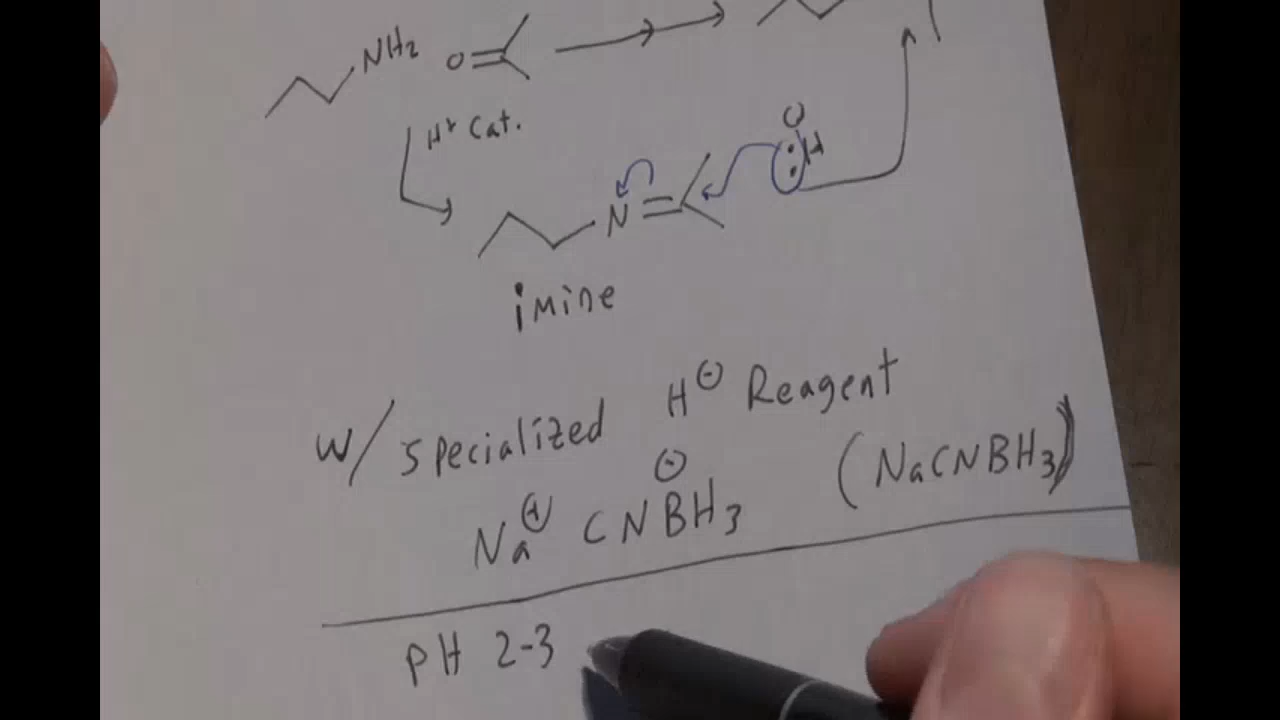 NH2 O
H+ Cat.
⊖
H
N
imine
W/ specialized H⊖ Reagent
Na⊕ CNBH3⊖ (NaCNBH3)
PH 2-3